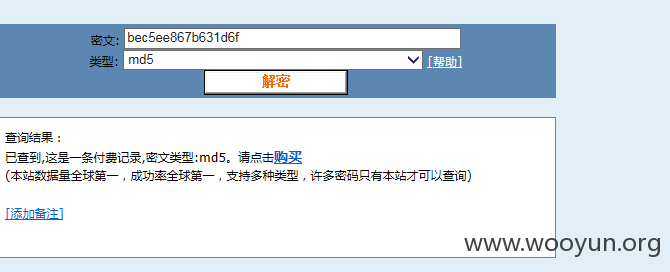 密文: bec5ee867b631d6f
类型: md5 [帮助]
解密
查询结果：
已查到,这是一条付费记录,密文类型:md5。请点击购买
(本站数据量全球第一，成功率全球第一，支持多种类型，许多密码只有本站才可以查询)
[添加备注]
www.wooyun.org